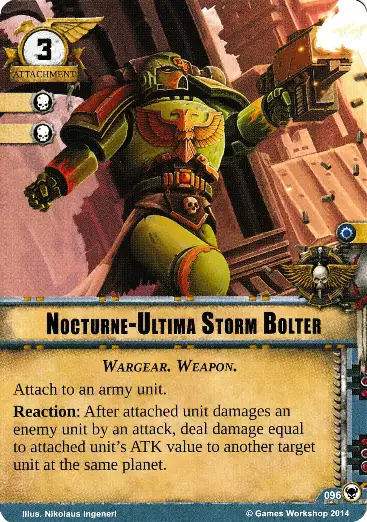 3
ATTACHMENT
NOCTURNE-ULTIMA STORM BOLTER
WARGEAR. WEAPON.
Attach to an army unit.
Reaction: After attached unit damages an
enemy unit by an attack, deal damage equal
to attached unit's ATK value to another target
unit at the same planet.
096
Illus. Nikolaus Ingeneri
© Games Workshop 2014